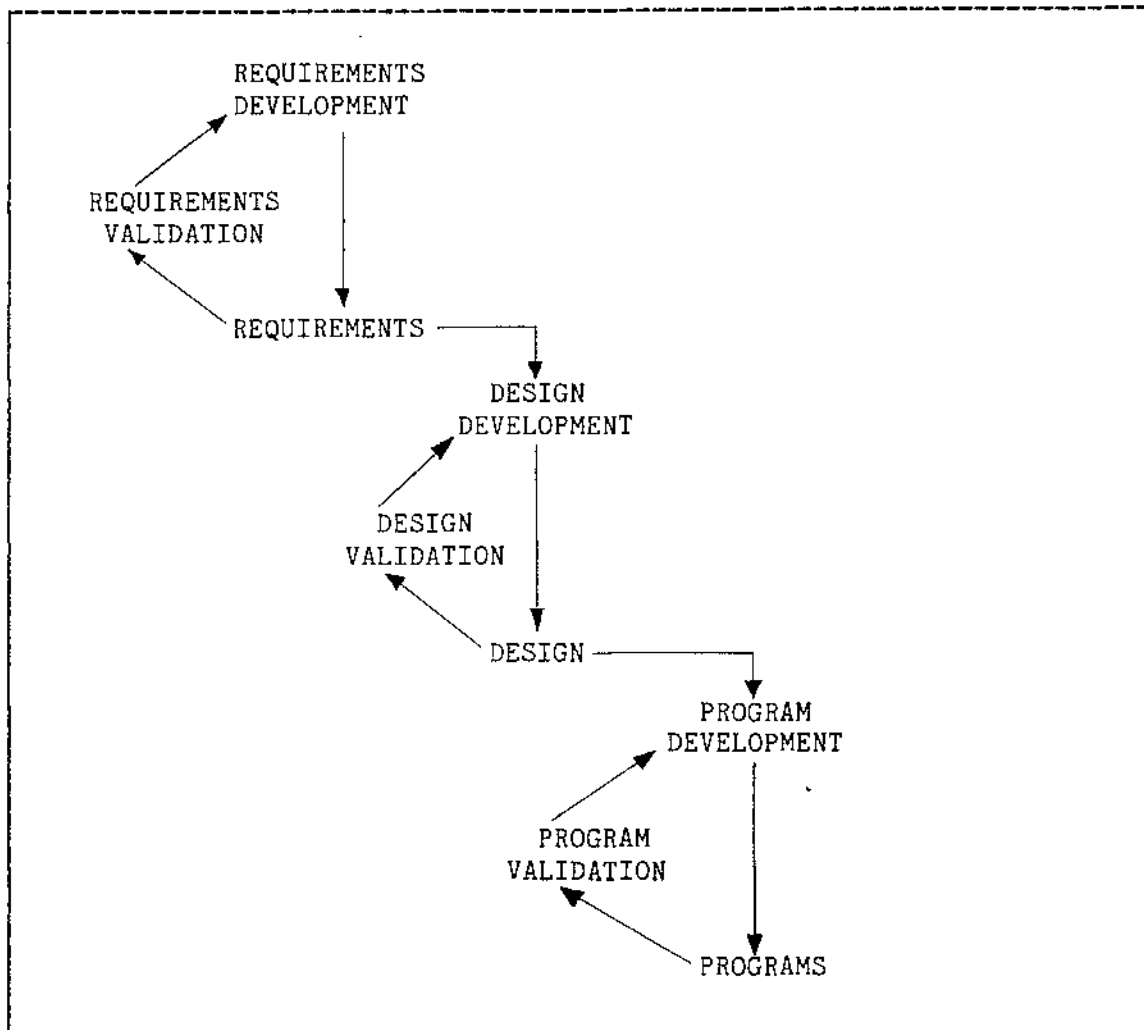 REQUIREMENTS
DEVELOPMENT
REQUIREMENTS
VALIDATION
REQUIREMENTS
DESIGN
DEVELOPMENT
DESIGN
VALIDATION
DESIGN
PROGRAM
DEVELOPMENT
PROGRAM
VALIDATION
PROGRAMS